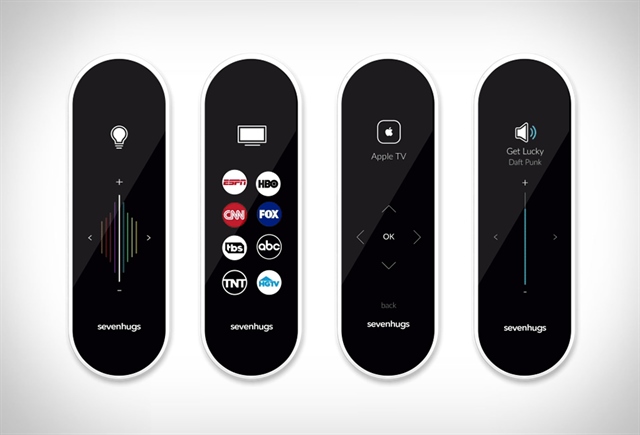 +
-
sevenhugs
ESPN HBO
CNN FOX
tbs abc
TNT HGTV
sevenhugs
Apple TV
OK
back
sevenhugs
Get Lucky
Daft Punk
+
-
sevenhugs